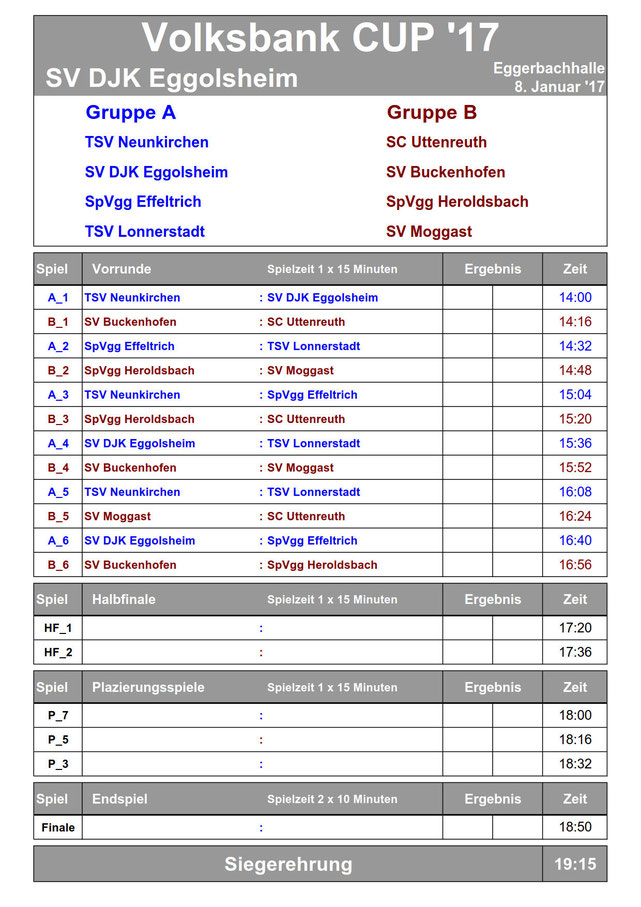 Volksbank CUP '17
SV DJK Eggolsheim
Eggerbachhalle
8. Januar '17
Gruppe A Gruppe B
TSV Neunkirchen SC Uttenreuth
SV DJK Eggolsheim SV Buckenhofen
SpVgg Effeltrich SpVgg Heroldsbach
TSV Lonnerstadt SV Moggast
Spiel Vorrunde Spielzeit 1 x 15 Minuten Ergebnis Zeit
A_1 TSV Neunkirchen : SV DJK Eggolsheim 14:00
B_1 SV Buckenhofen : SC Uttenreuth 14:16
A_2 SpVgg Effeltrich : TSV Lonnerstadt 14:32
B_2 SpVgg Heroldsbach : SV Moggast 14:48
A_3 TSV Neunkirchen : SpVgg Effeltrich 15:04
B_3 SpVgg Heroldsbach : SC Uttenreuth 15:20
A_4 SV DJK Eggolsheim : TSV Lonnerstadt 15:36
B_4 SV Buckenhofen : SV Moggast 15:52
A_5 TSV Neunkirchen : TSV Lonnerstadt 16:08
B_5 SV Moggast : SC Uttenreuth 16:24
A_6 SV DJK Eggolsheim : SpVgg Effeltrich 16:40
B_6 SV Buckenhofen : SpVgg Heroldsbach 16:56
Spiel Halbfinale Spielzeit 1 x 15 Minuten Ergebnis Zeit
HF_1 : 17:20
HF_2 : 17:36
Spiel Plazierungsspiele Spielzeit 1 x 15 Minuten Ergebnis Zeit
P_7 : 18:00
P_5 : 18:16
P_3 : 18:32
Spiel Endspiel Spielzeit 2 x 10 Minuten Ergebnis Zeit
Finale : 18:50
Siegerehrung 19:15